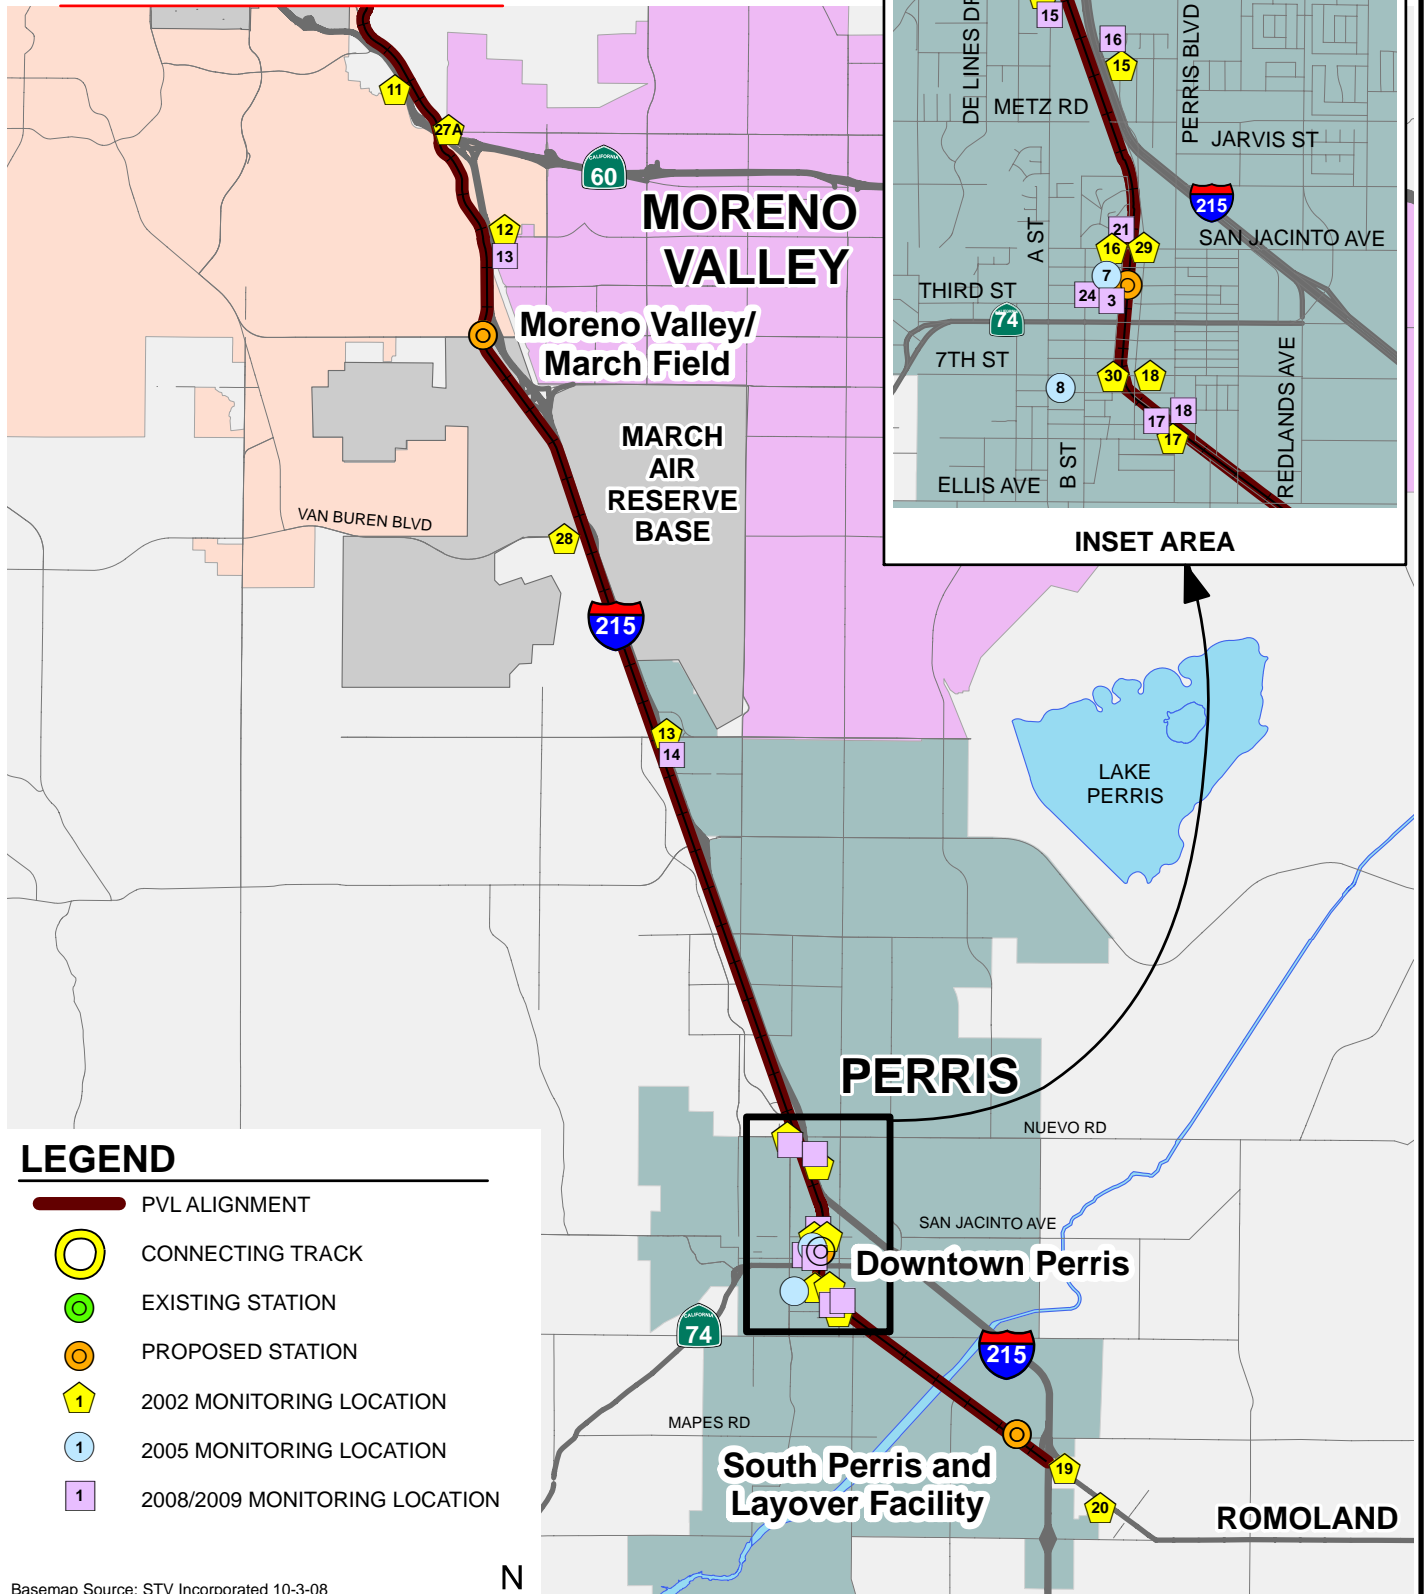 11
27A
CALIFORNIA
60
MORENO
VALLEY
12
13
Moreno Valley/
March Field
MARCH
AIR
RESERVE
BASE
VAN BUREN BLVD
28
215
13
14
LAKE
PERRIS
PERRIS
NUEVO RD
SAN JACINTO AVE
Downtown Perris
CALIFORNIA
74
215
MAPES RD
South Perris and
Layover Facility
19
20
ROMOLAND
15
16
15
DE LINES DR
PERRIS BLVD
METZ RD
JARVIS ST
215
A ST
21
16
29
SAN JACINTO AVE
7
THIRD ST
24
3
74
7TH ST
30
18
8
18
17
17
REDLANDS AVE
B ST
ELLIS AVE
INSET AREA
LEGEND
PVL ALIGNMENT
CONNECTING TRACK
EXISTING STATION
PROPOSED STATION
1
2002 MONITORING LOCATION
1
2005 MONITORING LOCATION
1
2008/2009 MONITORING LOCATION
N
Basemap Source: STV Incorporated 10-3-08